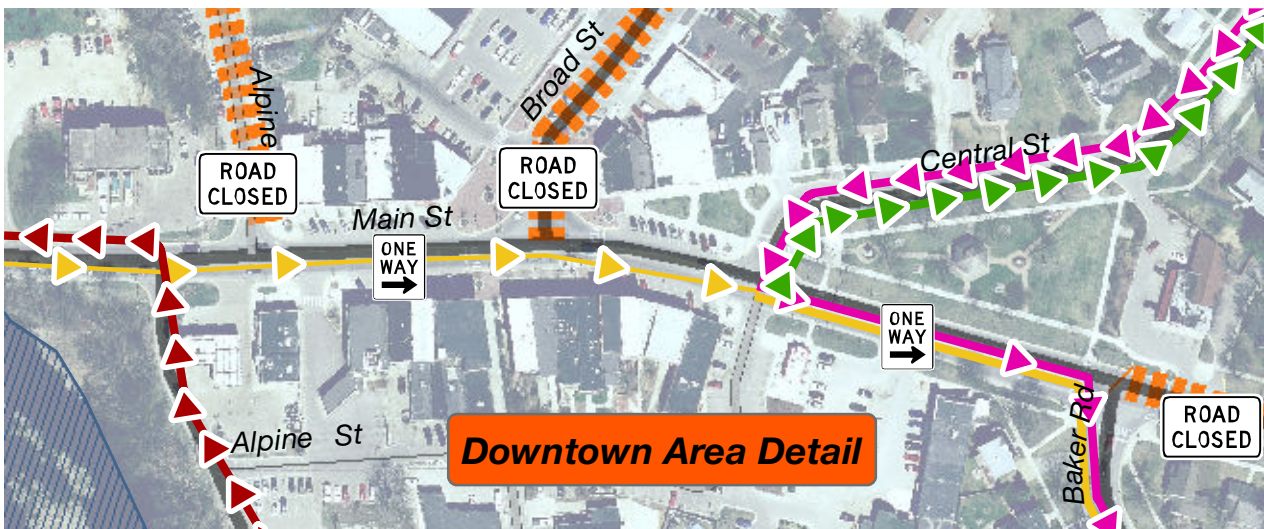 Alpine
Broad St
ROAD
CLOSED
ROAD
CLOSED
Central St
Main St
ONE
WAY
ONE
WAY
Baker Rd
ROAD
CLOSED
Alpine St
Downtown Area Detail